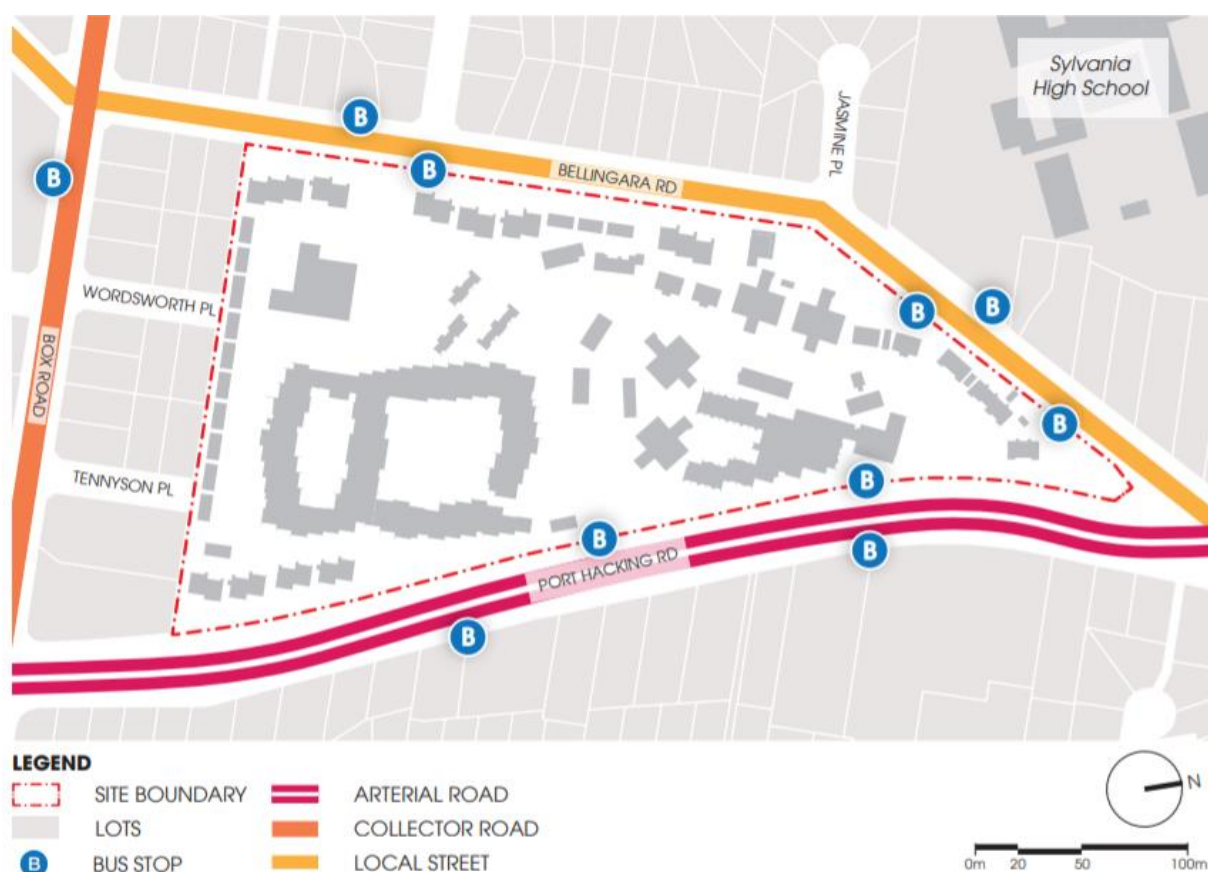 Sylvania
High School
B
JASMINE PL
B
B
BELLINGARA RD
B
WORDSWORTH PL
B
B
BOX ROAD
B
TENNYSON PL
B
B
B
PORT HACKING RD
B
LEGEND
SITE BOUNDARY
ARTERIAL ROAD
LOTS
COLLECTOR ROAD
B BUS STOP
LOCAL STREET
N
0m 20 50 100m